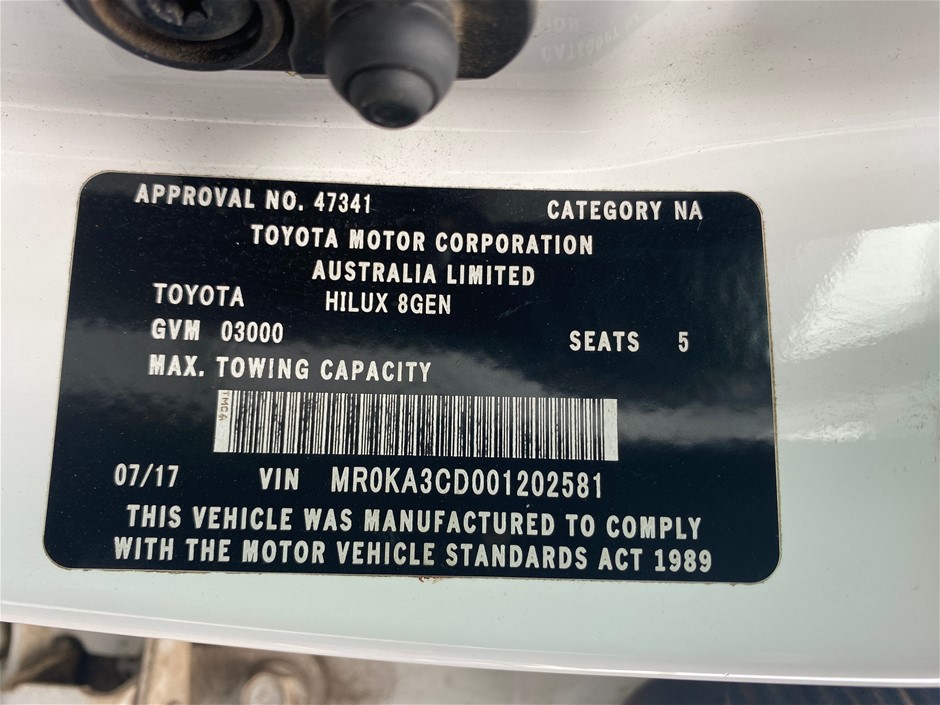 APPROVAL NO. 47341 CATEGORY NA
TOYOTA MOTOR CORPORATION
AUSTRALIA LIMITED
TOYOTA HILUX 8GEN
GVM 03000 SEATS 5
MAX. TOWING CAPACITY
TMCA
07/17 VIN MR0KA3CD001202581
THIS VEHICLE WAS MANUFACTURED TO COMPLY
WITH THE MOTOR VEHICLE STANDARDS ACT 1989